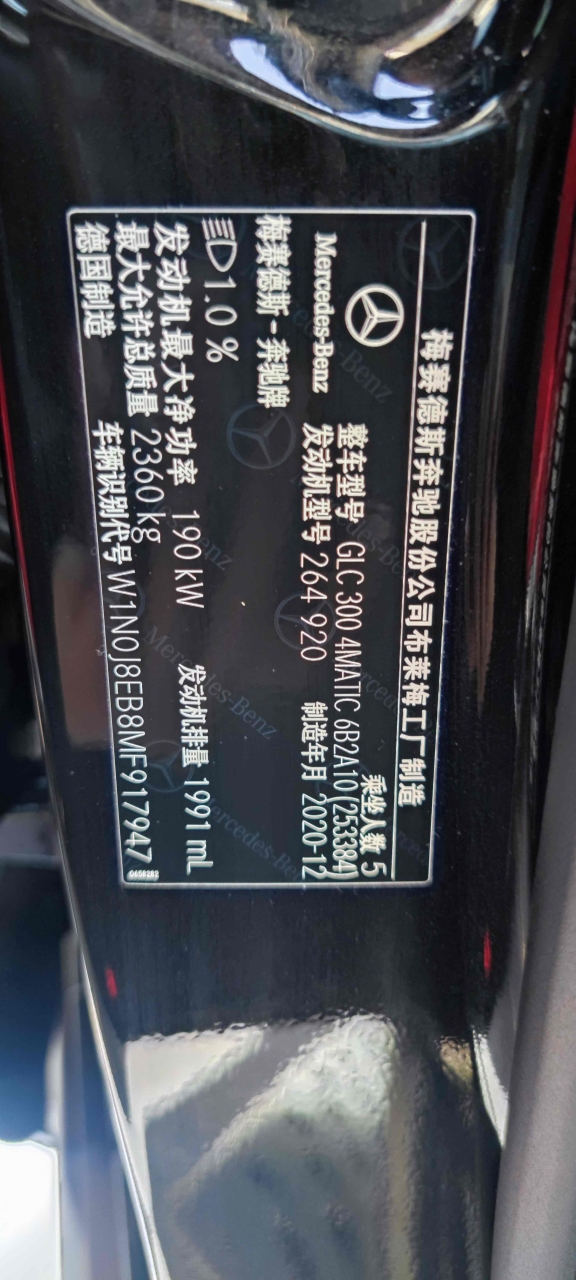 梅赛德斯奔驰股份公司布莱梅工厂制造
乘坐人数 5
Mercedes-Benz
整车型号 GLC 300 4MATIC 6B2A10 (253384)
发动机型号 264 920
制造年月 2020-12
梅赛德斯-奔驰牌
1.0 %
发动机最大净功率 190 kW
发动机排量 1991 mL
最大允许总质量 2360 kg
德国制造
车辆识别代号 W1N0J8EB8MF917947